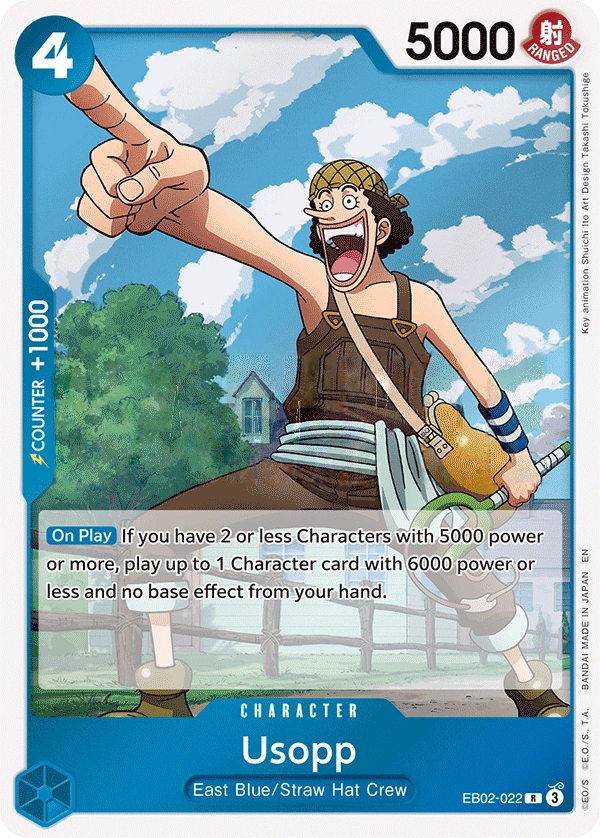 4
5000
射
RANGED
Key animation Shuichi Ito Art Design Takashi Tokushige
COUNTER +1000
On Play If you have 2 or less Characters with 5000 power
or more, play up to 1 Character card with 6000 power or
less and no base effect from your hand.
CHARACTER
Usopp
East Blue/Straw Hat Crew
EB02-022 R 3
©E.O/S ©E.O./S., T.A. BANDAI MADE IN JAPAN EN